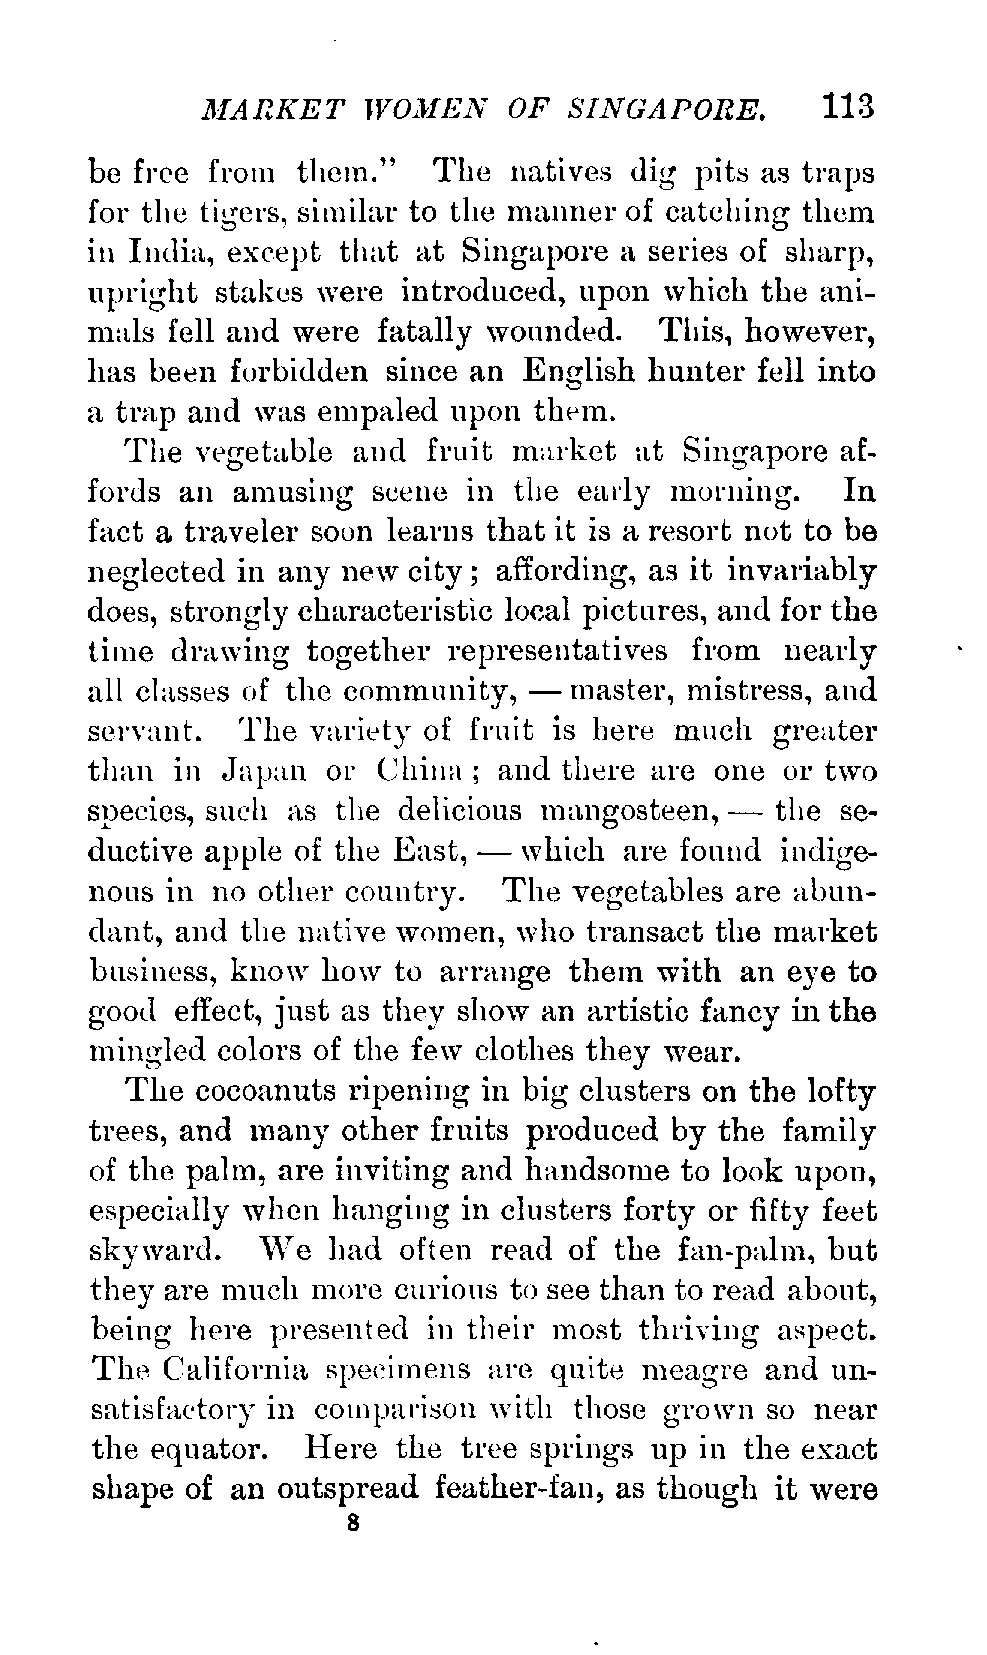 MARKET WOMEN OF SINGAPORE. 113
be free from them." The natives dig pits as traps
for the tigers, similar to the manner of catching them
in India, except that at Singapore a series of sharp,
upright stakes were introduced, upon which the ani-
mals fell and were fatally wounded. This, however,
has been forbidden since an English hunter fell into
a trap and was empaled upon them.
The vegetable and fruit market at Singapore af-
fords an amusing scene in the early morning. In
fact a traveler soon learns that it is a resort not to be
neglected in any new city; affording, as it invariably
does, strongly characteristic local pictures, and for the
time drawing together representatives from nearly
all classes of the community, — master, mistress, and
servant. The variety of fruit is here much greater
than in Japan or China; and there are one or two
species, such as the delicious mangosteen, — the se-
ductive apple of the East, — which are found indige-
nous in no other country. The vegetables are abun-
dant, and the native women, who transact the market
business, know how to arrange them with an eye to
good effect, just as they show an artistic fancy in the
mingled colors of the few clothes they wear.
The cocoanuts ripening in big clusters on the lofty
trees, and many other fruits produced by the family
of the palm, are inviting and handsome to look upon,
especially when hanging in clusters forty or fifty feet
skyward. We had often read of the fan-palm, but
they are much more curious to see than to read about,
being here presented in their most thriving aspect.
The California specimens are quite meagre and un-
satisfactory in comparison with those grown so near
the equator. Here the tree springs up in the exact
shape of an outspread feather-fan, as though it were
8